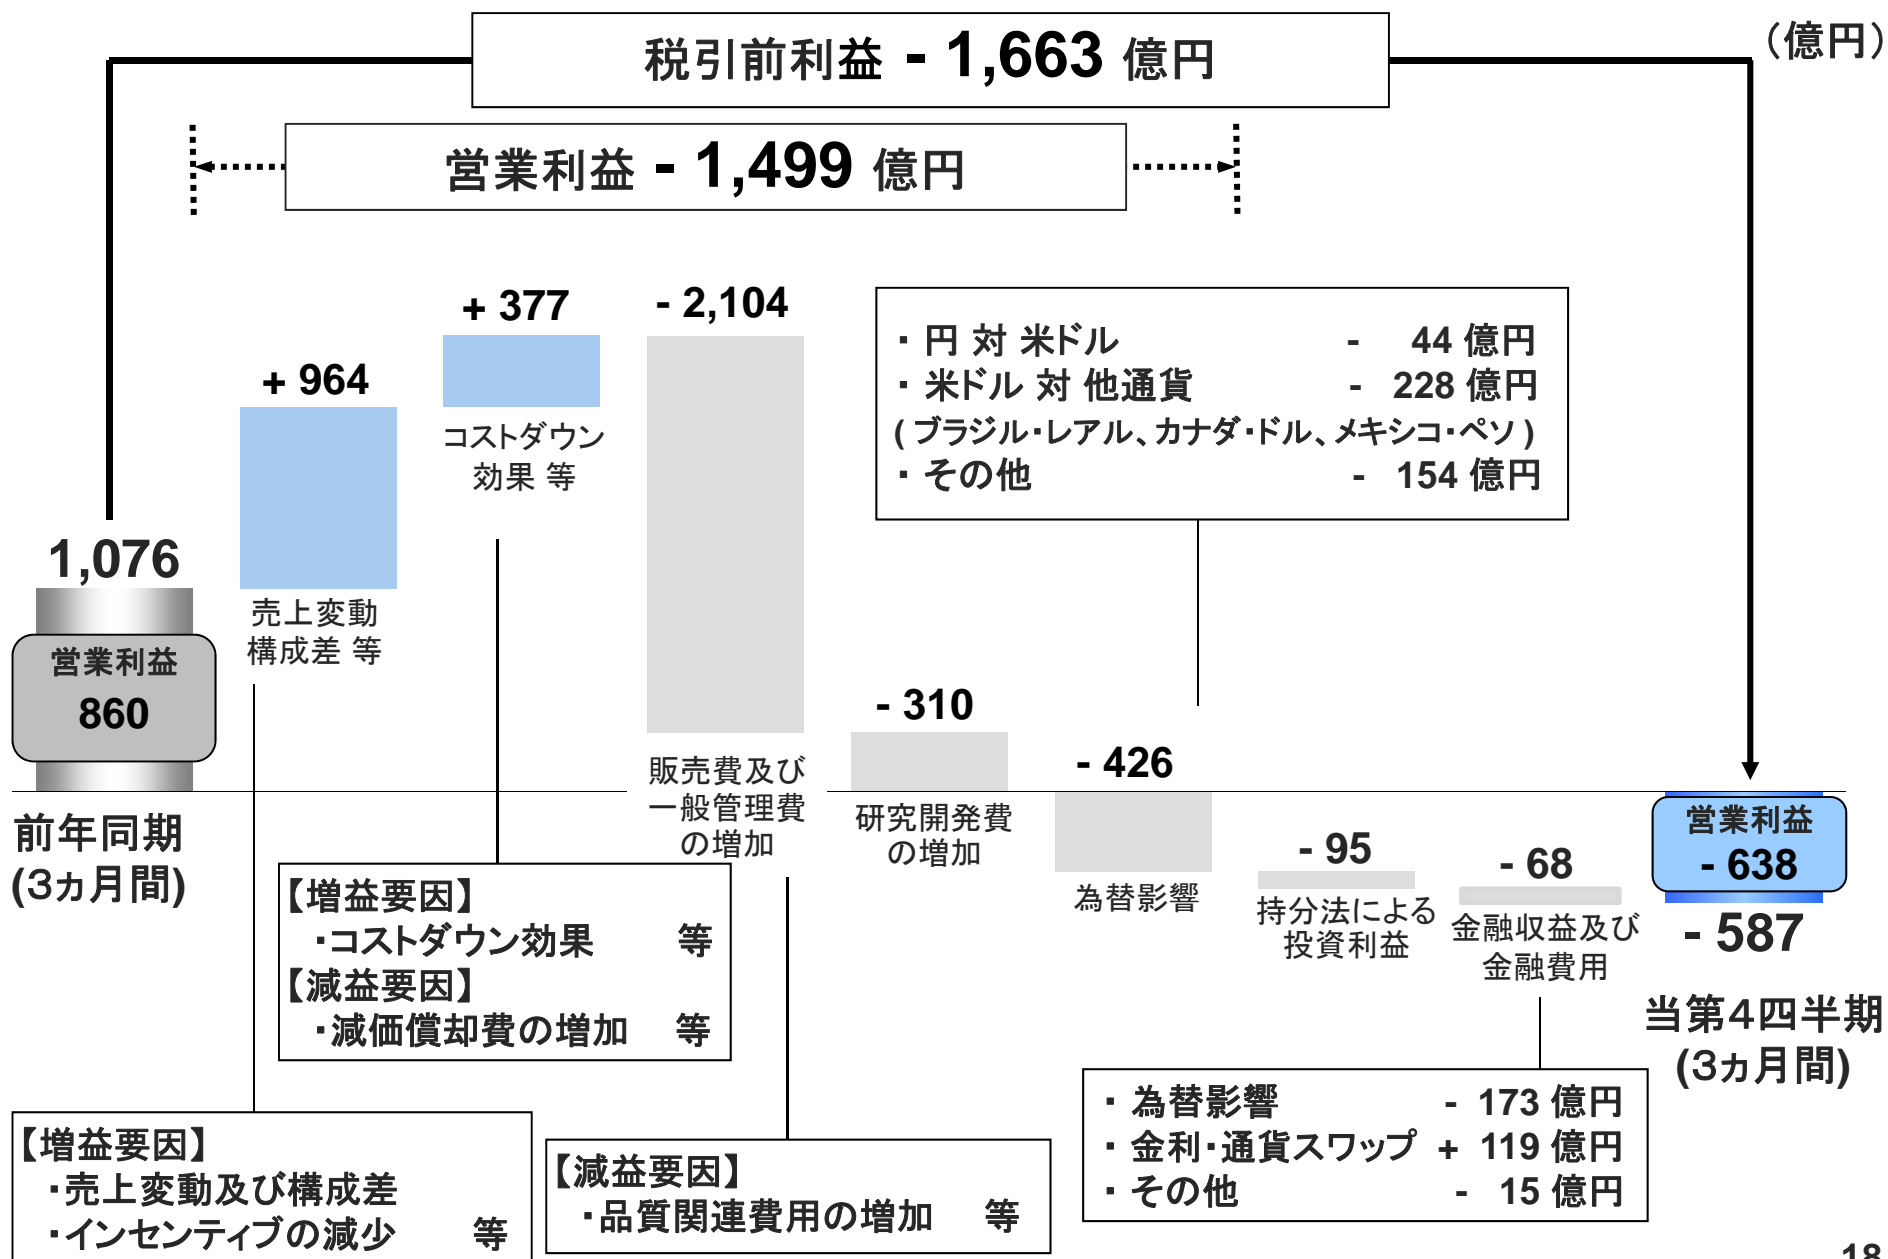 税引前利益 - 1,663 億円
（億円）
営業利益 - 1,499 億円
+ 377
- 2,104
+ 964
コストダウン
効果 等
・ 円 対 米ドル - 44 億円
・ 米ドル 対 他通貨 - 228 億円
( ブラジル・レアル、カナダ・ドル、メキシコ・ペソ )
・ その他 - 154 億円
1,076
営業利益
860
売上変動
構成差 等
- 310
- 426
販売費及び
一般管理費
の増加
研究開発費
の増加
為替影響
- 95
持分法による
投資利益
- 68
金融収益及び
金融費用
営業利益
- 638
- 587
前年同期
(3ヵ月間)
当第4四半期
(3ヵ月間)
【増益要因】
・コストダウン効果 等
【減益要因】
・減価償却費の増加 等
【増益要因】
・売上変動及び構成差
・インセンティブの減少 等
【減益要因】
・品質関連費用の増加 等
・ 為替影響 - 173 億円
・ 金利・通貨スワップ + 119 億円
・ その他 - 15 億円
18